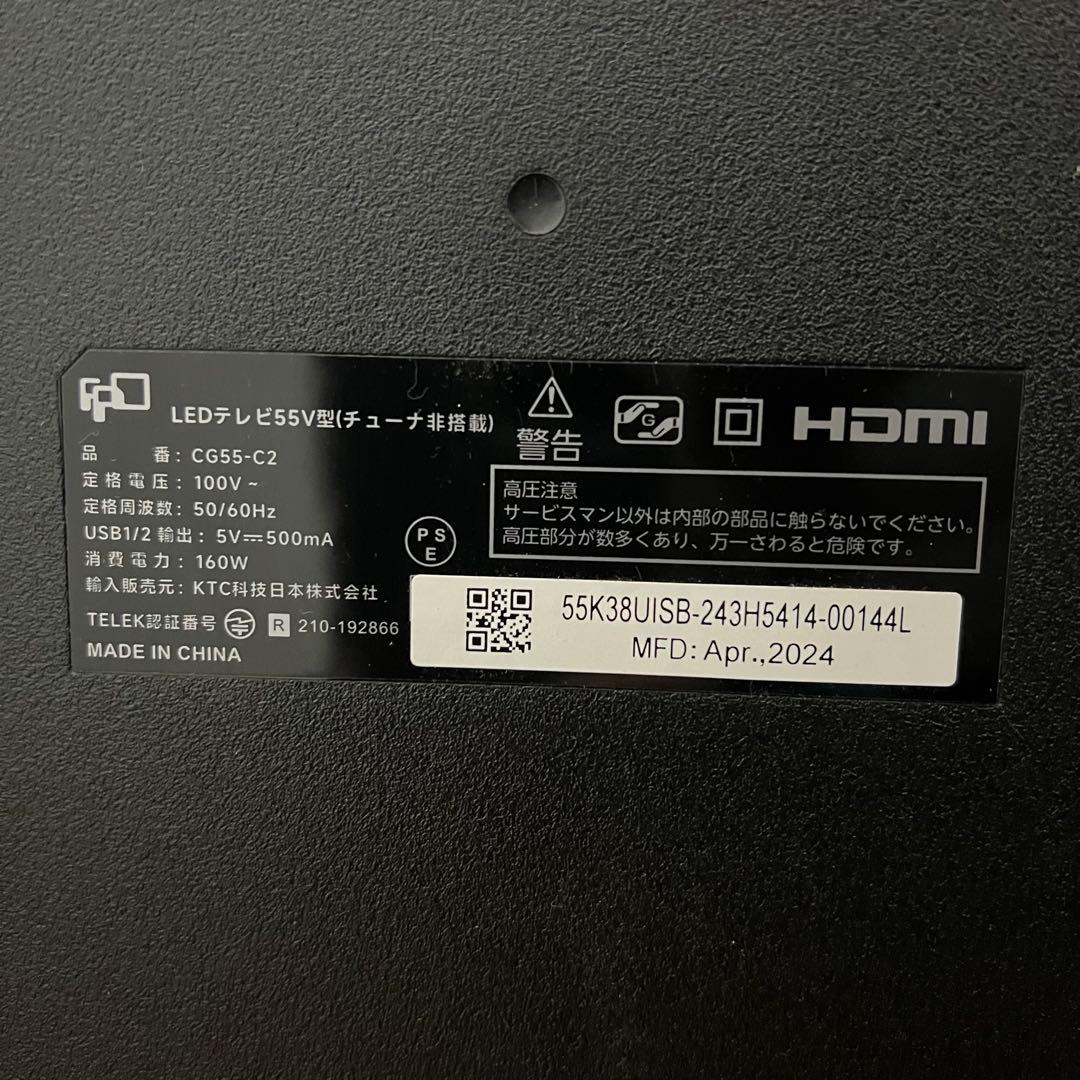 FPD
LEDテレビ55V型(チューナ非搭載)
品 番: CG55-C2
定格電圧: 100V ~
定格周波数: 50/60Hz
USB1/2 輸出: 5V⎓500mA
消費電力: 160W
輸入販売元: KTC科技日本株式会社
TELEK認証番号 R 210-192866
MADE IN CHINA
PSE
警告
G
HDMI
高圧注意
サービスマン以外は内部の部品に触らないでください。
高圧部分が数多くあり、万一さわると危険です。
55K38UISB-243H5414-00144L
MFD: Apr.,2024